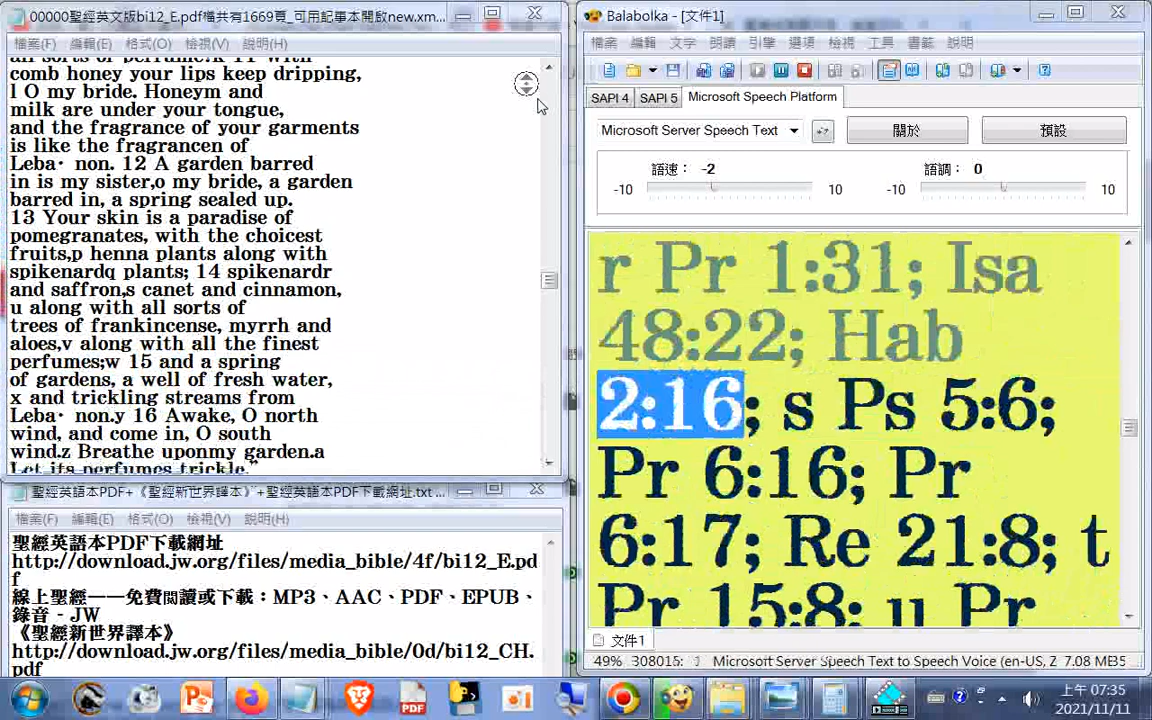 00000聖經英文版bi12_E.pdf檔共有1669頁_可用記事本開啟new.xm...
檔案(F) 編輯(E) 格式(O) 檢視(V) 說明(H)
all sorts of perfume!k 11 With
comb honey your lips keep dripping,
l O my bride. Honeym and
milk are under your tongue,
and the fragrance of your garments
is like the fragrancen of
Leba· non. 12 A garden barred
in is my sister,o my bride, a garden
barred in, a spring sealed up.
13 Your skin is a paradise of
pomegranates, with the choicest
fruits,p henna plants along with
spikenardq plants; 14 spikenardr
and saffron,s canet and cinnamon,
u along with all sorts of
trees of frankincense, myrrh and
aloes,v along with all the finest
perfumes;w 15 and a spring
of gardens, a well of fresh water,
x and trickling streams from
Leba· non.y 16 Awake, O north
wind, and come in, O south
wind.z Breathe uponmy garden.a
Let its perfumes trickle."
聖經英語本PDF+《聖經新世界譯本》+聖經英語本PDF下載網址.txt ...
檔案(F) 編輯(E) 格式(O) 檢視(V) 說明(H)
聖經英語本PDF下載網址
http://download.jw.org/files/media_bible/4f/bi12_E.pd
f
線上聖經──免費閱讀或下載：MP3、AAC、PDF、EPUB、
錄音 - JW
《聖經新世界譯本》
http://download.jw.org/files/media_bible/0d/bi12_CH.
pdf
Balabolka - [文件1]
檔案 編輯 文字 朗讀 引擎 選項 檢視 工具 書籤 說明
SAPI 4 SAPI 5 Microsoft Speech Platform
Microsoft Server Speech Text 關於 預設
語速： -2 語調： 0
-10 10 -10 10
r Pr 1:31; Isa
48:22; Hab
2:16; s Ps 5:6;
Pr 6:16; Pr
6:17; Re 21:8; t
Pr 15:8; u Pr
文件1
49% 308015: 1 Microsoft Server Speech Text to Speech Voice (en-US, Z 7.08 MB35
PDF
上午 07:35
2021/11/11